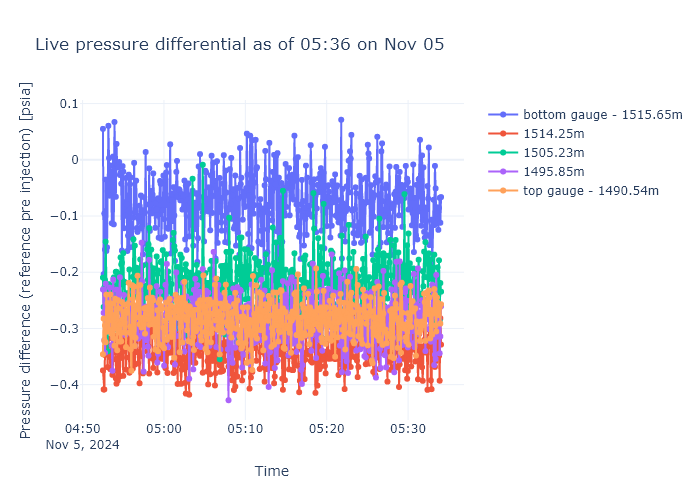 Live pressure differential as of 05:36 on Nov 05
Pressure difference (reference pre injection) [psia]
0.1
0
−0.1
−0.2
−0.3
−0.4
04:50
05:00
05:10
05:20
05:30
Nov 5, 2024
Time
bottom gauge - 1515.65m
1514.25m
1505.23m
1495.85m
top gauge - 1490.54m